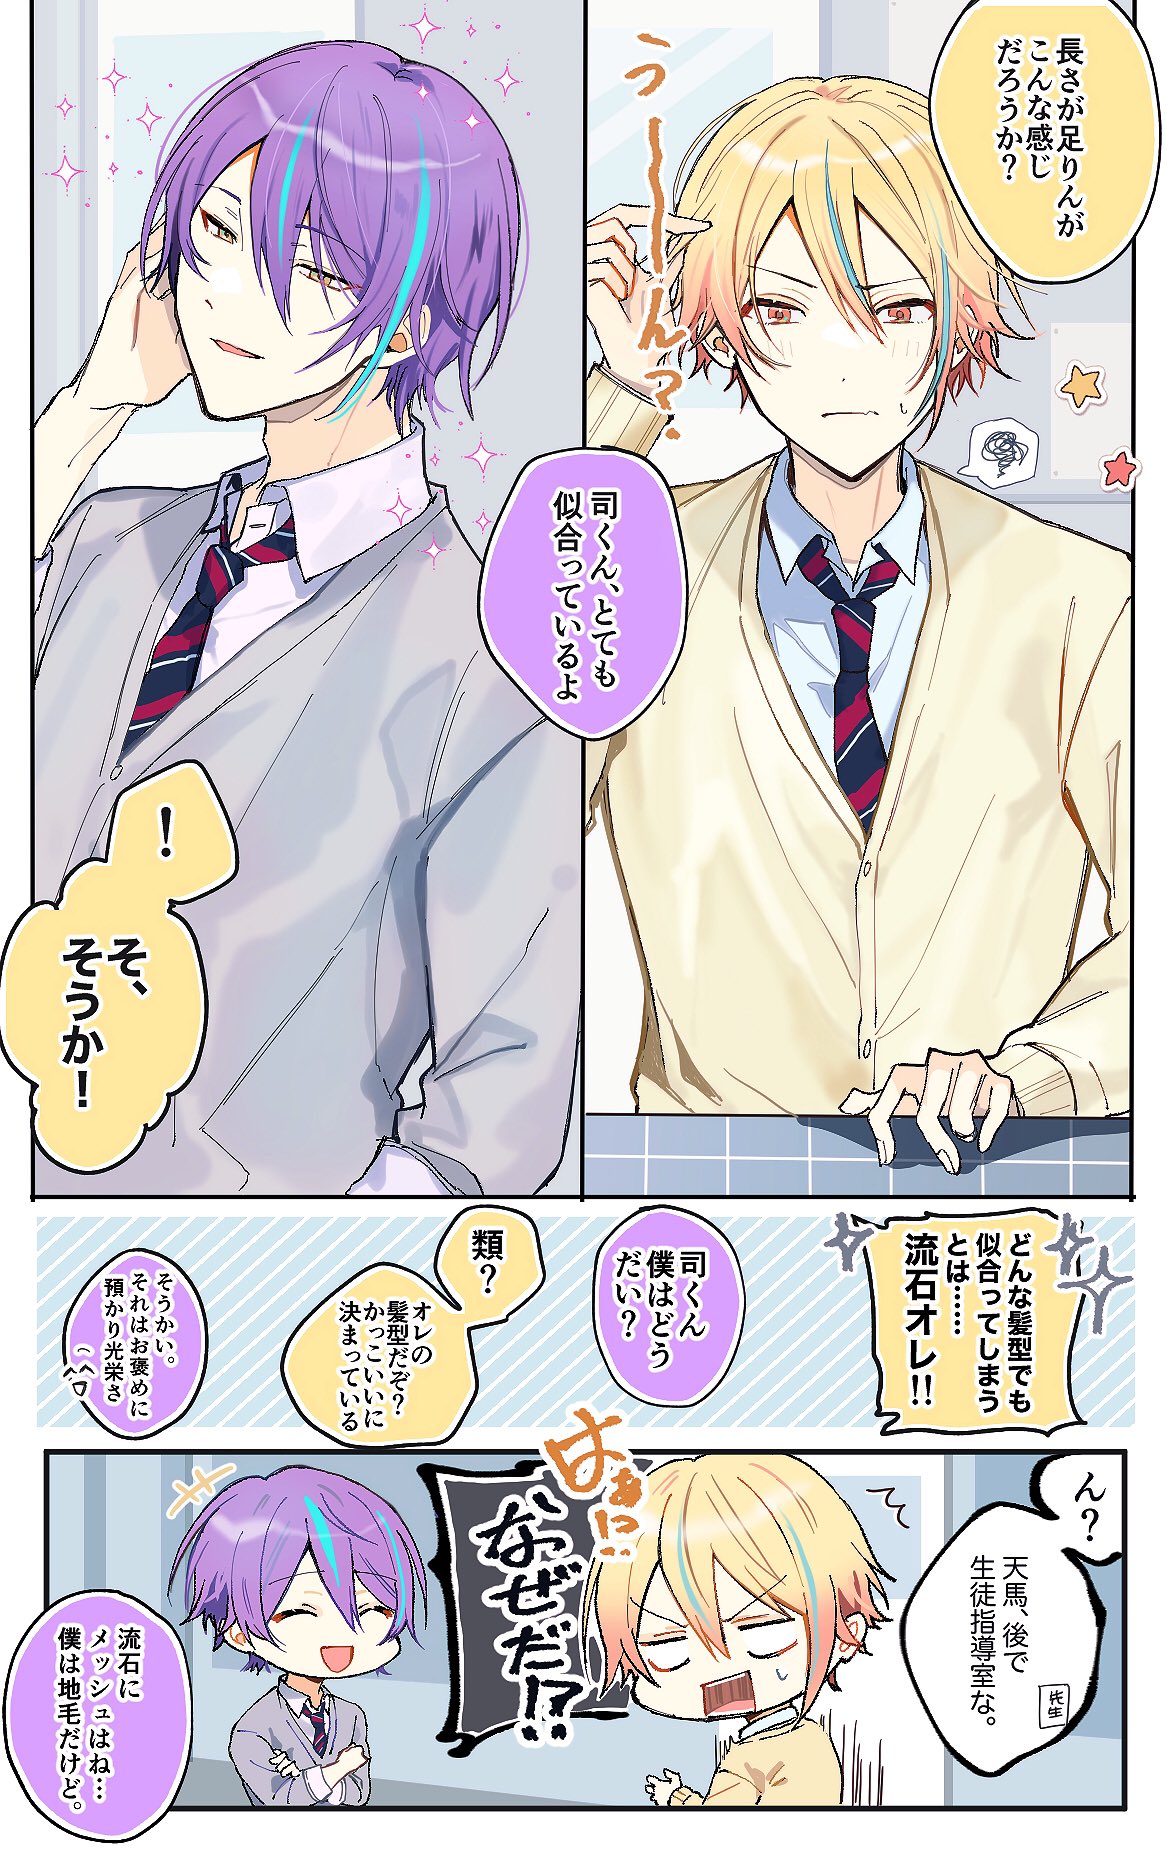 長さが足りんが
こんな感じ
だろうか?
うーーん?
司くん、とても
似合っているよ
!
そ、
そうか!
どんな髪型でも
似合ってしまう
とは……
流石オレ!!
司くん
僕はどう
だい?
類?
オレの
髪型だぞ?
かっこいいに
決まっている
そうかい。
それはお褒めに
預かり光栄さ
ん?
天馬、後で
生徒指導室な。
先生
はぁ!?
なぜだ!?
流石に
メッシュはね…
僕は地毛だけど。